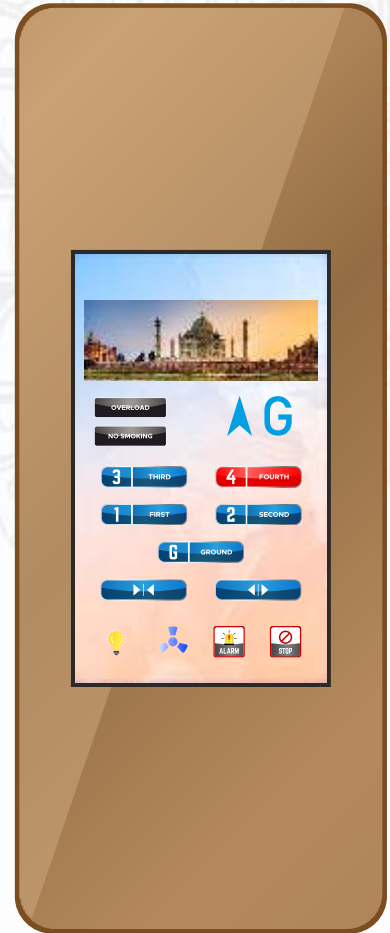 OVERLOAD
G
NO SMOKING
3 THIRD
4 FOURTH
1 FIRST
2 SECOND
G GROUND
ALARM
STOP